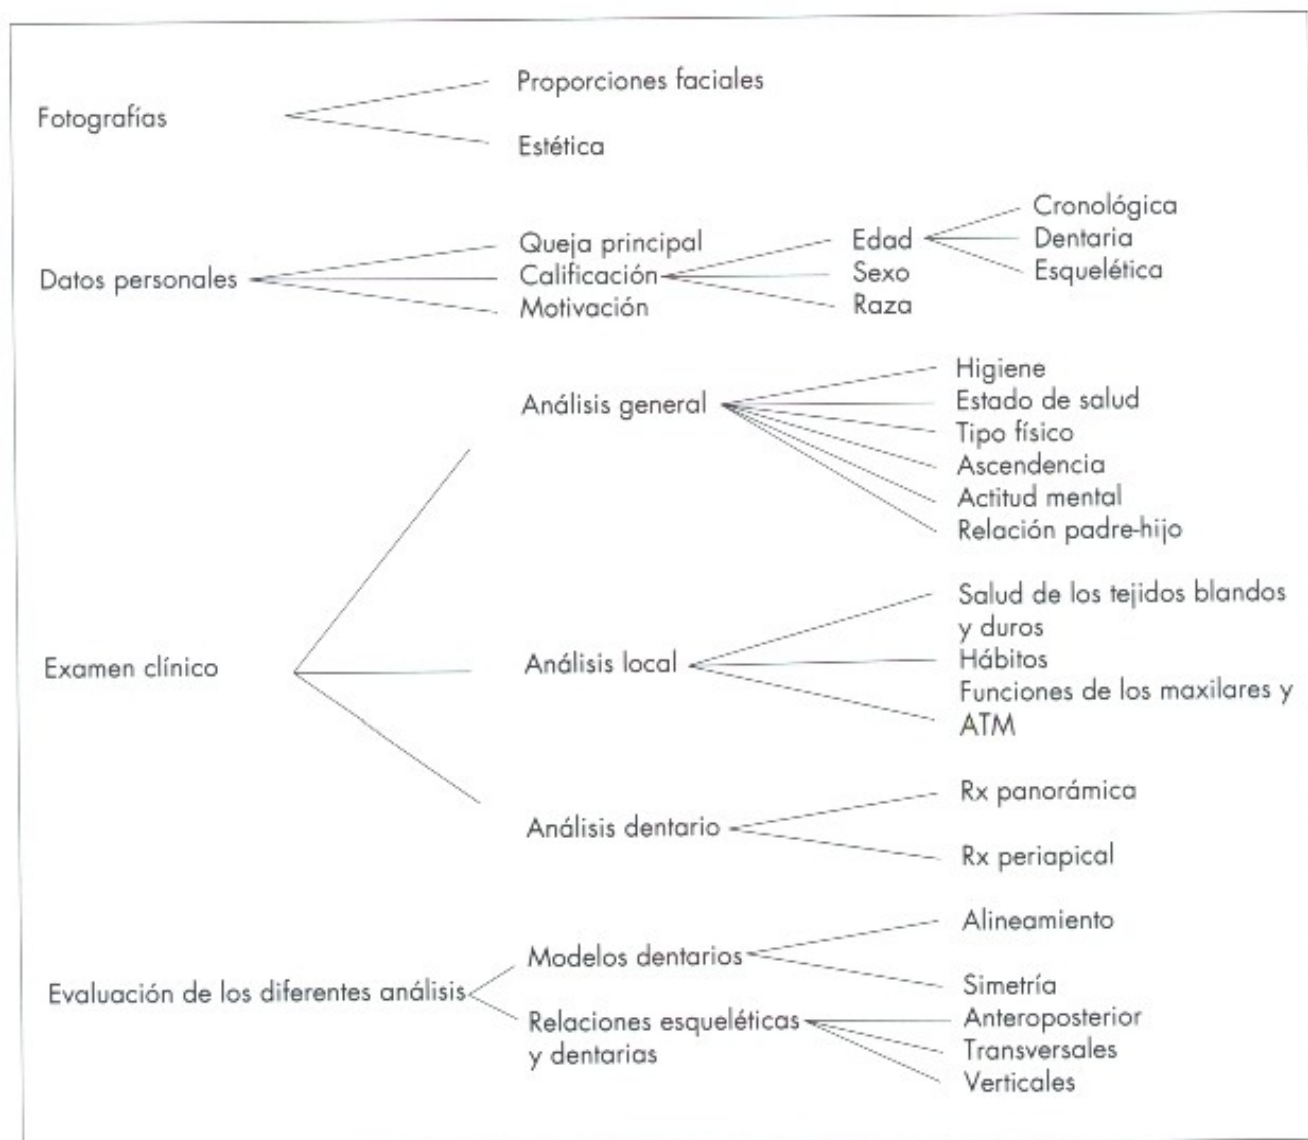 Fotografías
Proporciones faciales
Estética
Datos personales
Queja principal
Calificación
Motivación
Edad
Sexo
Raza
Cronológica
Dentaria
Esquelética
Examen clínico
Análisis general
Higiene
Estado de salud
Tipo físico
Ascendencia
Actitud mental
Relación padre-hijo
Análisis local
Salud de los tejidos blandos
y duros
Hábitos
Funciones de los maxilares y
ATM
Análisis dentario
Rx panorámica
Rx periapical
Evaluación de los diferentes análisis
Modelos dentarios
Alineamiento
Simetría
Relaciones esqueléticas
y dentarias
Anteroposterior
Transversales
Verticales